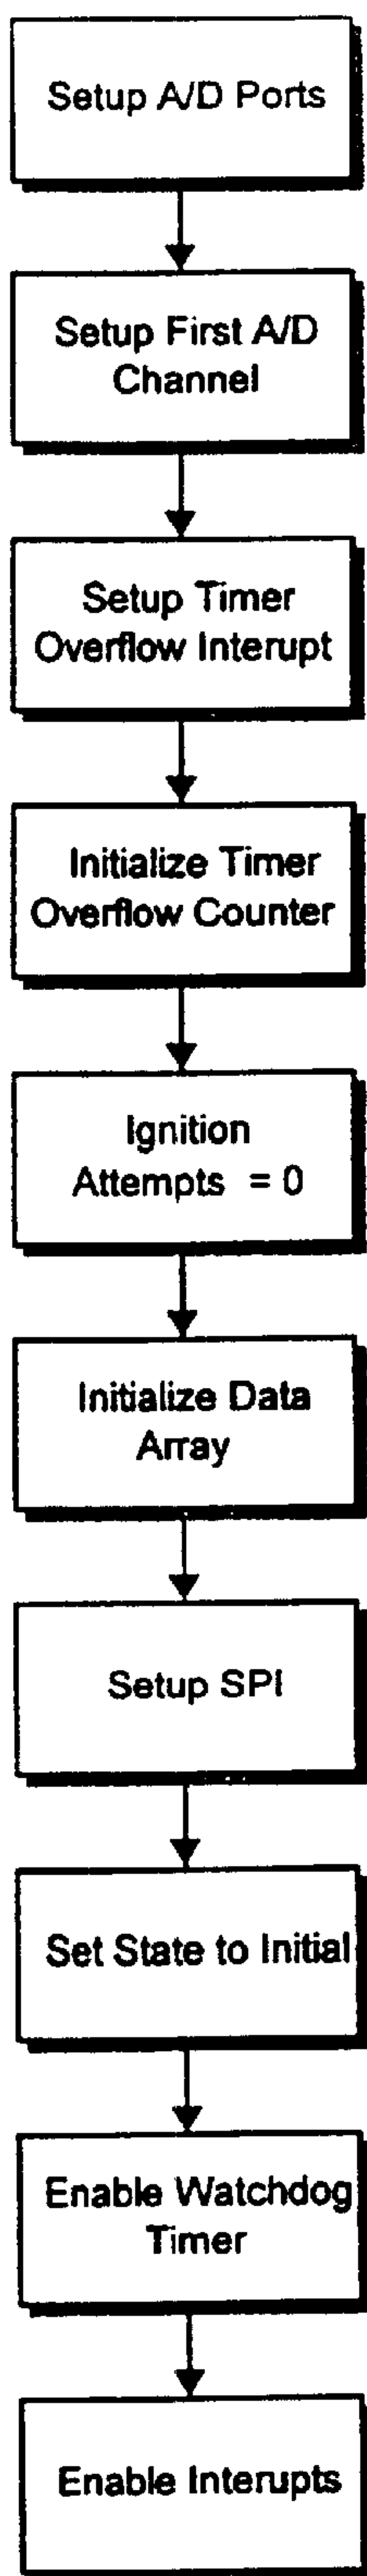 Setup A/D Ports
Setup First A/D
Channel
Setup Timer
Overflow Interupt
Initialize Timer
Overflow Counter
Ignition
Attempts = 0
Initialize Data
Array
Setup SPI
Set State to Initial
Enable Watchdog
Timer
Enable Interupts